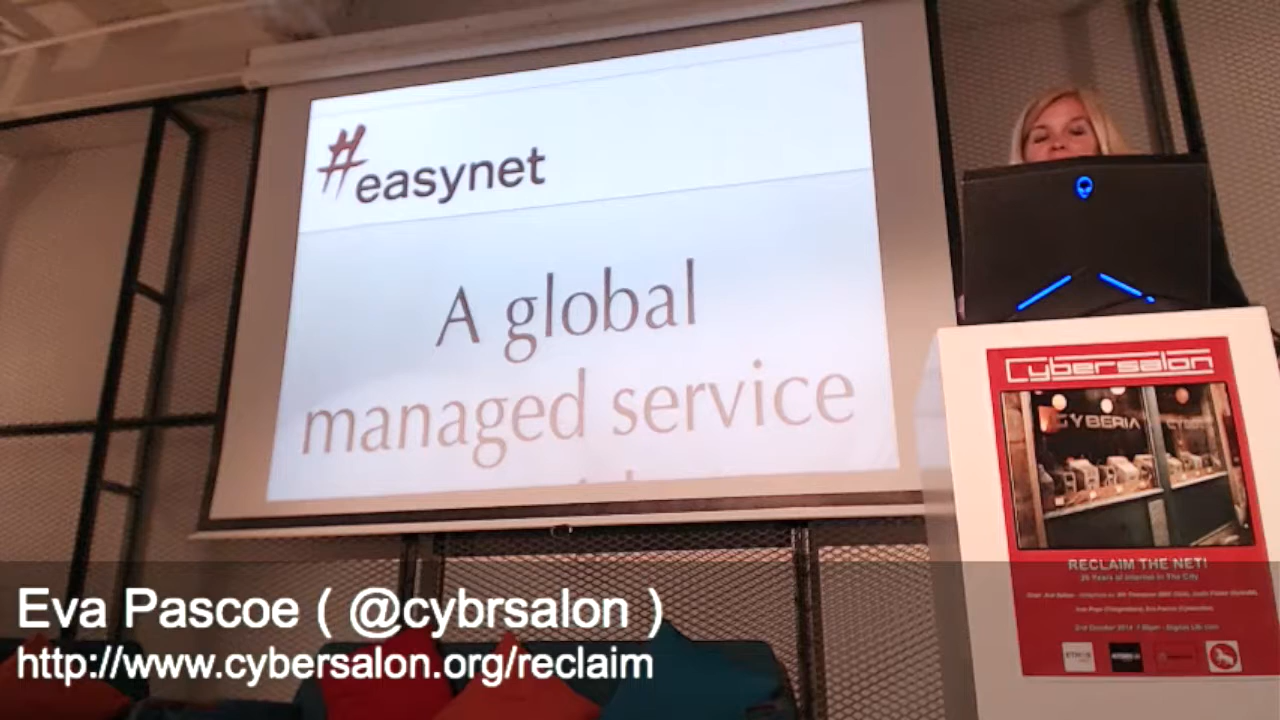 #easynet
A global
managed service
Cybersalon
CYBERIA
RECLAIM THE NET!
20 Years of Internet in The City
Eva Pascoe ( @cybrsalon )
http://www.cybersalon.org/reclaim